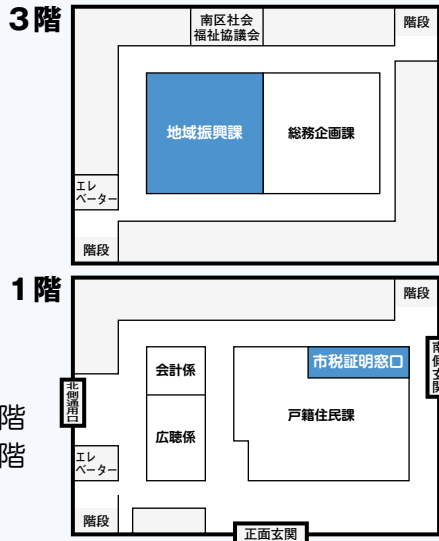 3階
南区社会
福祉協議会
階段
地域振興課
総務企画課
エレ
ベーター
階段
1階
階段
市税証明窓口
南側玄関
会計係
北側通用口
戸籍住民課
広聴係
階
階
エレ
ベーター
階段
正面玄関